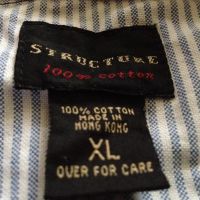 STRUCTURE
100% cotton
100% COTTON
MADE IN
HONG KONG
XL
OVER FOR CARE